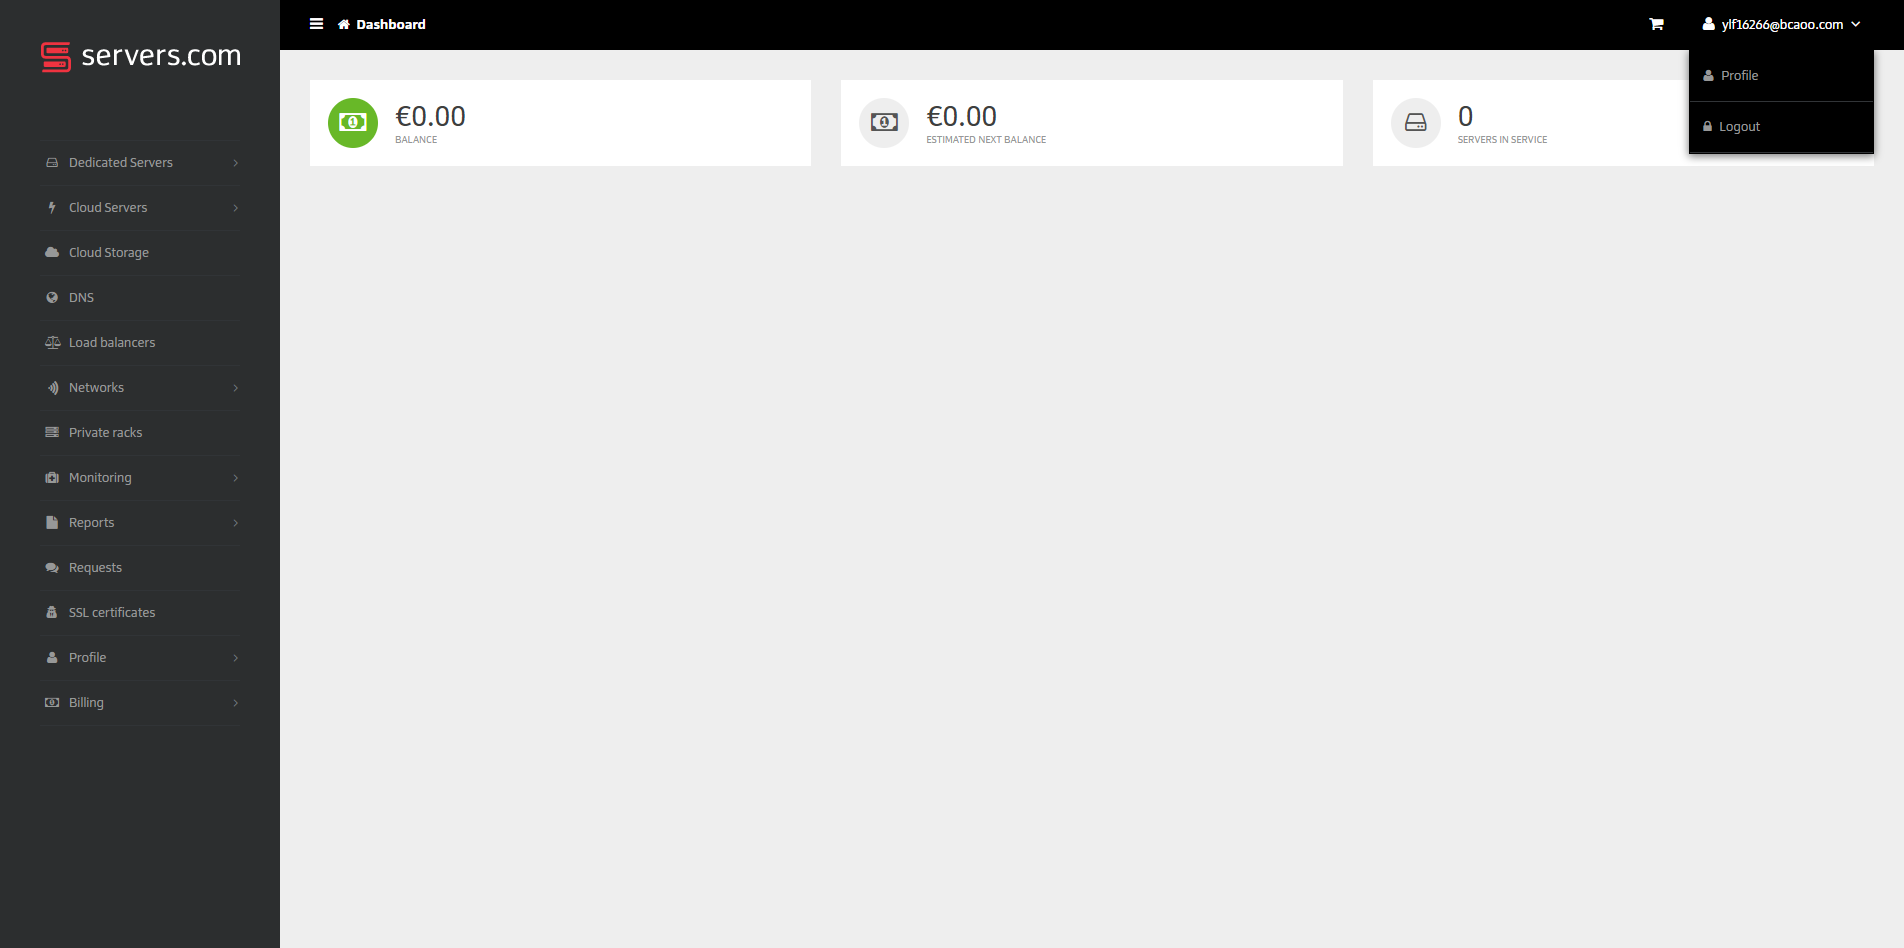 servers.com
Dashboard
ylf16266@bcaoo.com
Profile
Logout
€0.00
BALANCE
€0.00
ESTIMATED NEXT BALANCE
0
SERVERS IN SERVICE
Dedicated Servers
Cloud Servers
Cloud Storage
DNS
Load balancers
Networks
Private racks
Monitoring
Reports
Requests
SSL certificates
Profile
Billing